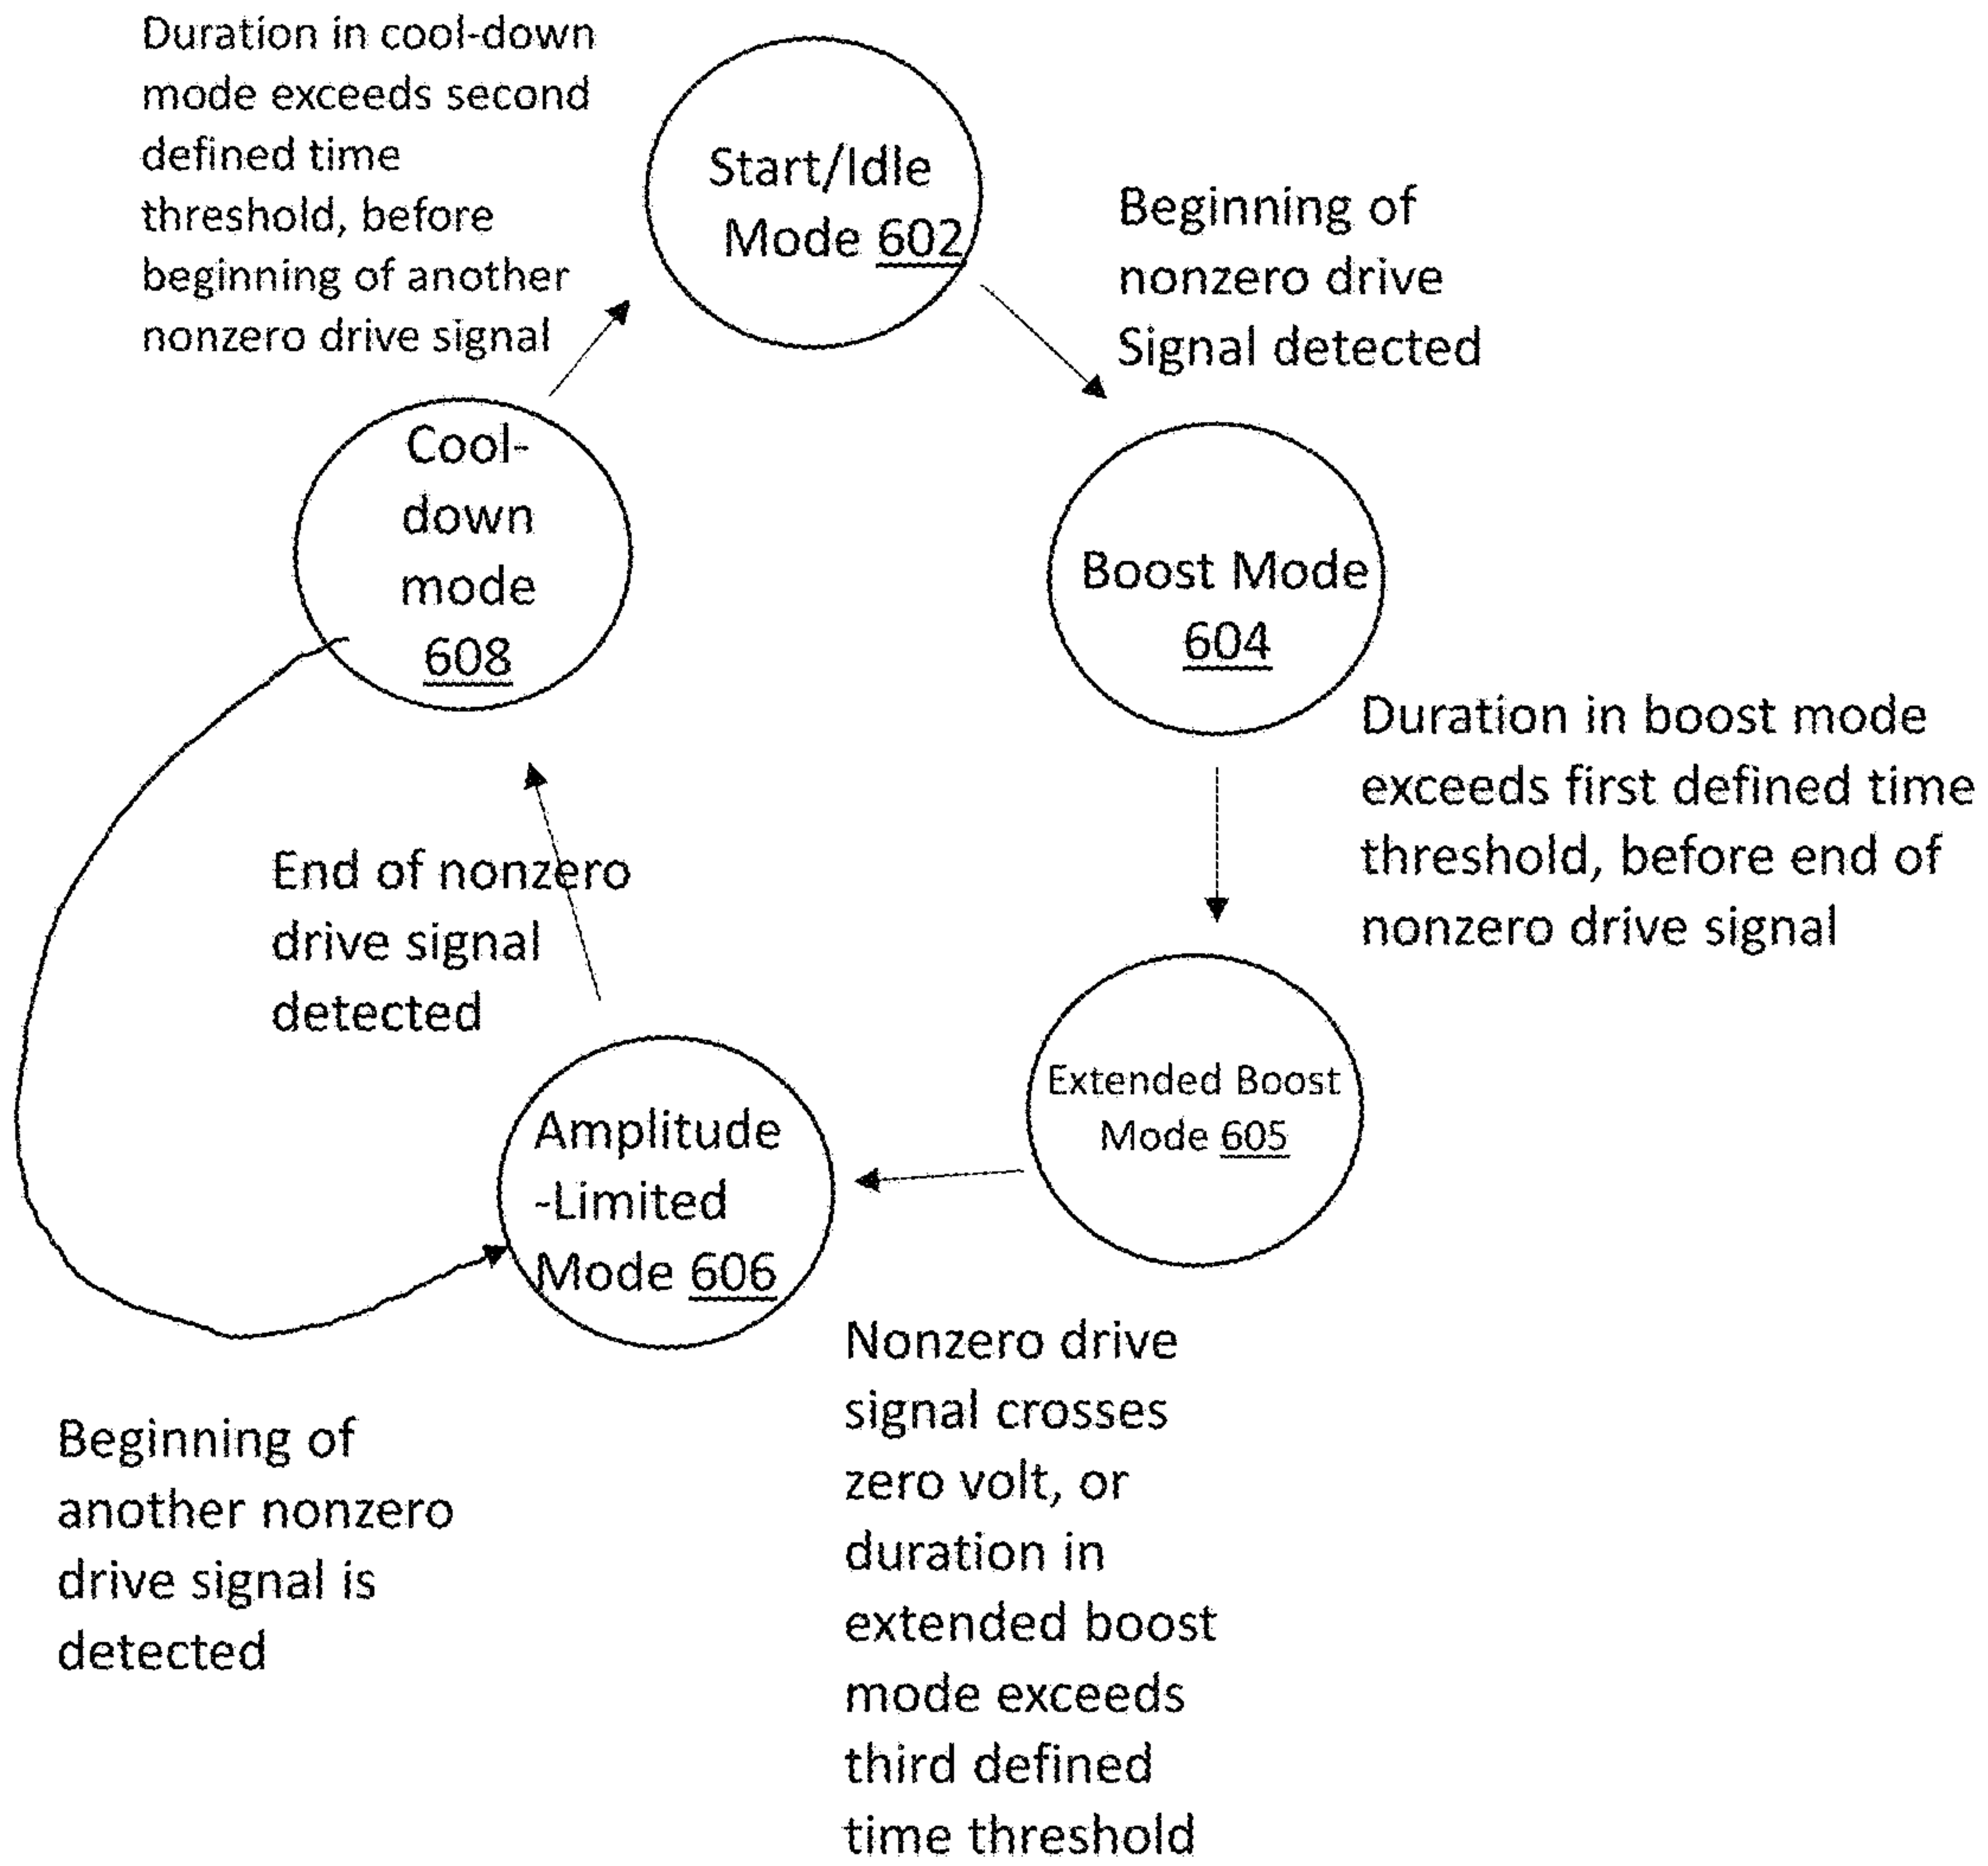 Duration in cool-down
mode exceeds second
defined time
threshold, before
beginning of another
nonzero drive signal
Start/Idle
Mode 602
Beginning of
nonzero drive
Signal detected
Cool-
down
mode
608
Boost Mode
604
Duration in boost mode
exceeds first defined time
threshold, before end of
nonzero drive signal
End of nonzero
drive signal
detected
Extended Boost
Mode 605
Amplitude
-Limited
Mode 606
Nonzero drive
signal crosses
zero volt, or
duration in
extended boost
mode exceeds
third defined
time threshold
Beginning of
another nonzero
drive signal is
detected